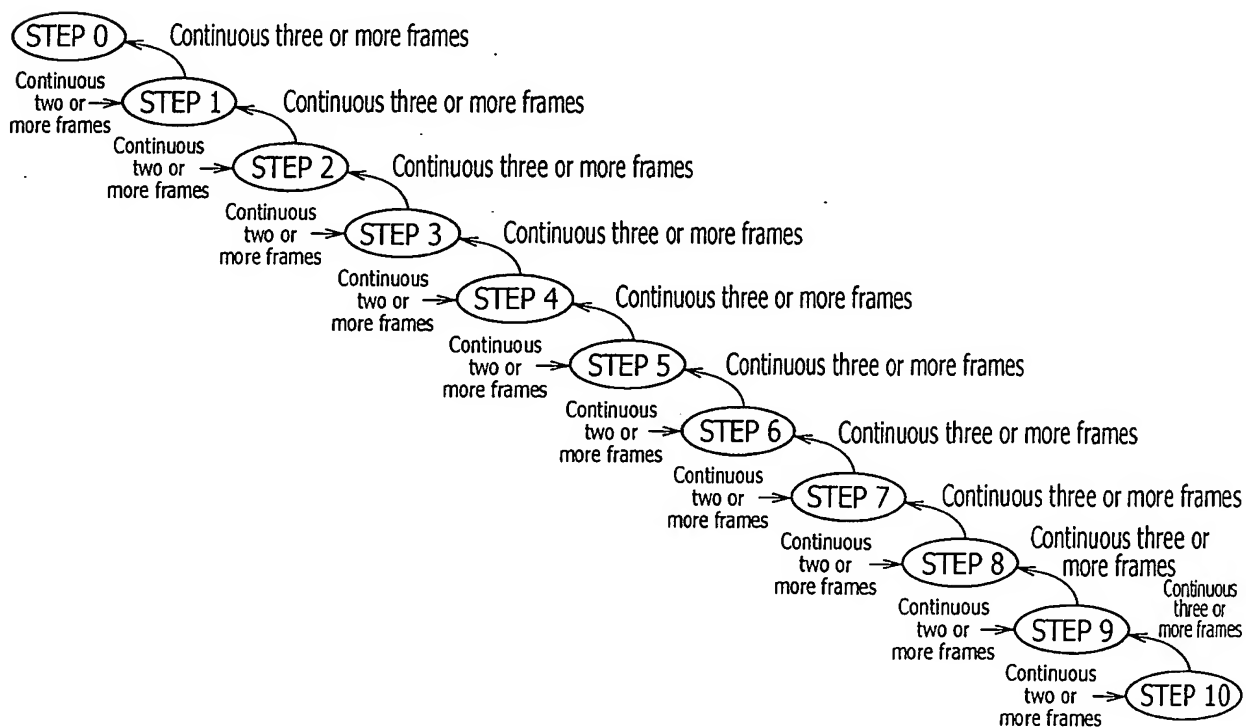 STEP 0
Continuous three or more frames
Continuous
two or
more frames
STEP 1
Continuous three or more frames
Continuous
two or
more frames
STEP 2
Continuous three or more frames
Continuous
two or
more frames
STEP 3
Continuous three or more frames
Continuous
two or
more frames
STEP 4
Continuous three or more frames
Continuous
two or
more frames
STEP 5
Continuous three or more frames
Continuous
two or
more frames
STEP 6
Continuous three or more frames
Continuous
two or
more frames
STEP 7
Continuous three or more frames
Continuous
two or
more frames
STEP 8
Continuous three or
more frames
Continuous
two or
more frames
STEP 9
Continuous
three or
more frames
Continuous
two or
more frames
STEP 10